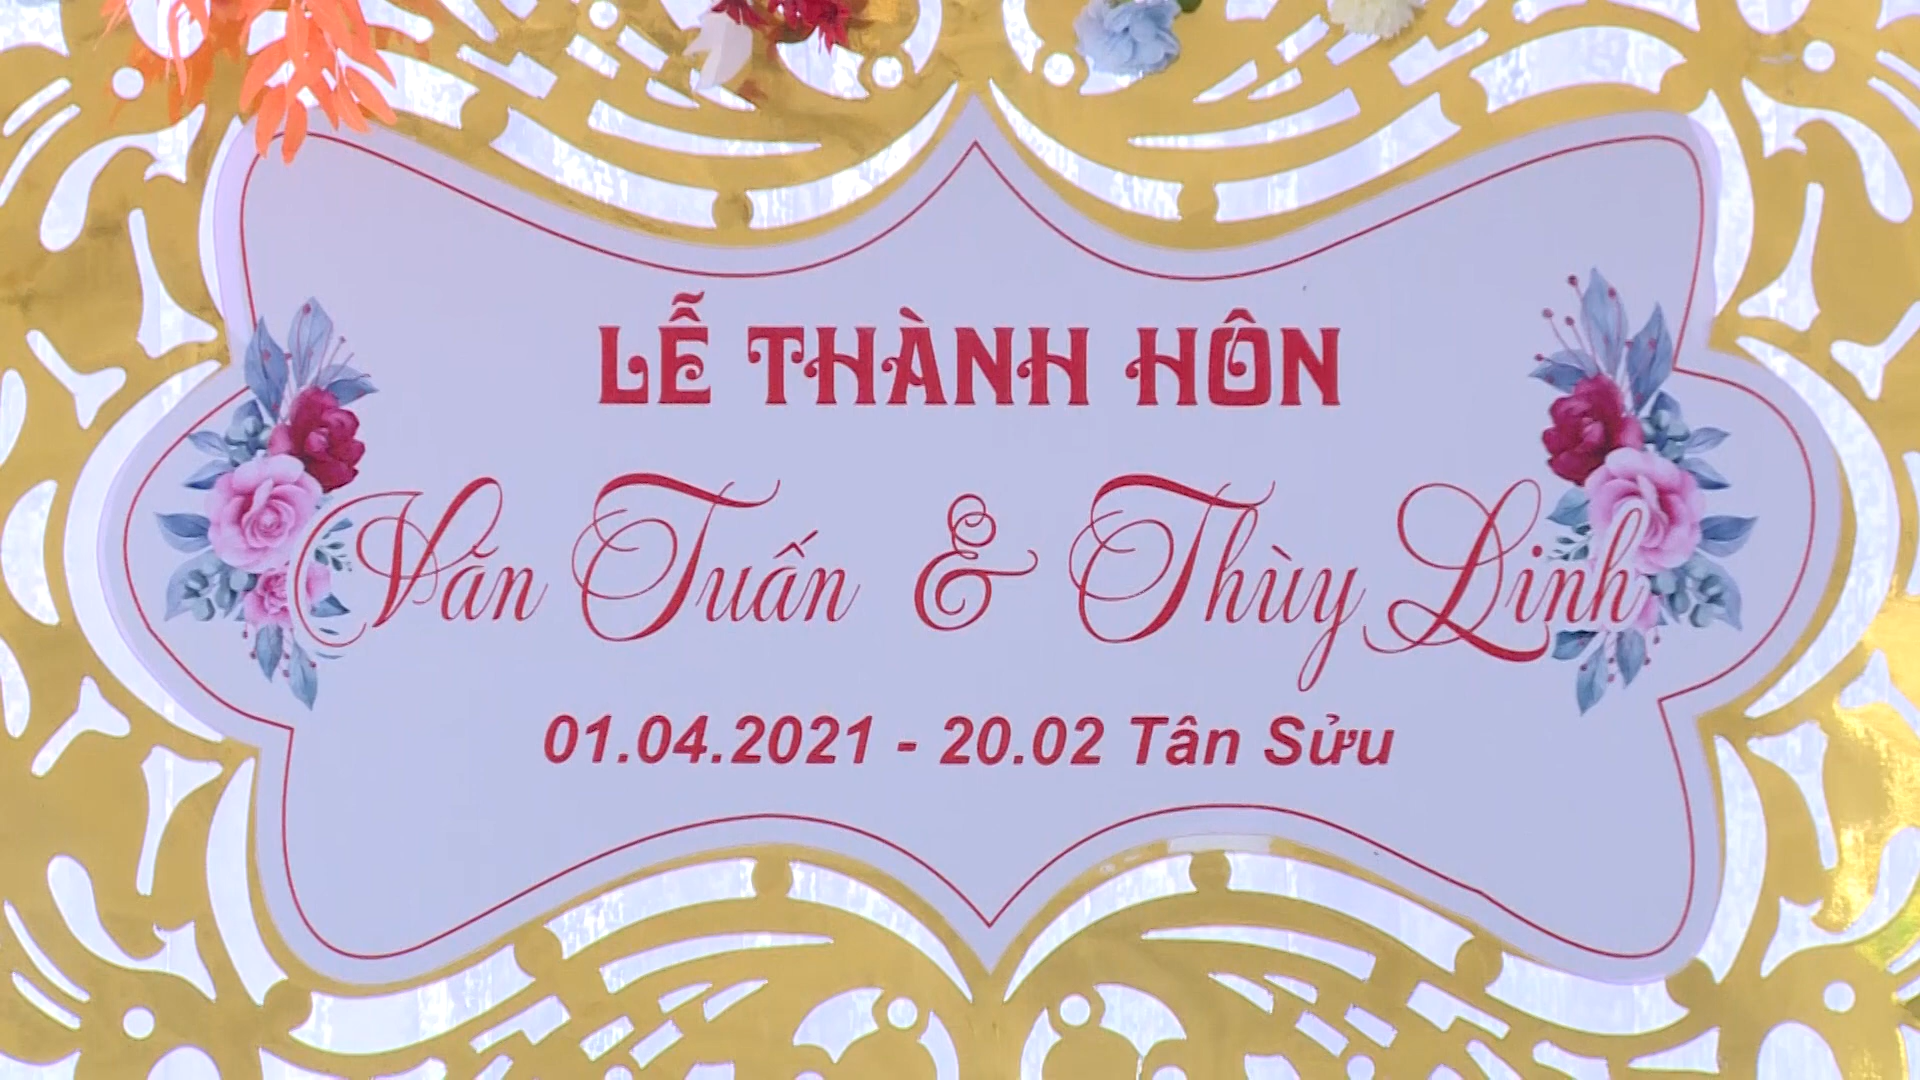 LỄ THÀNH HÔN
Văn Tuấn & Thùy Linh
01.04.2021 - 20.02 Tân Sửu